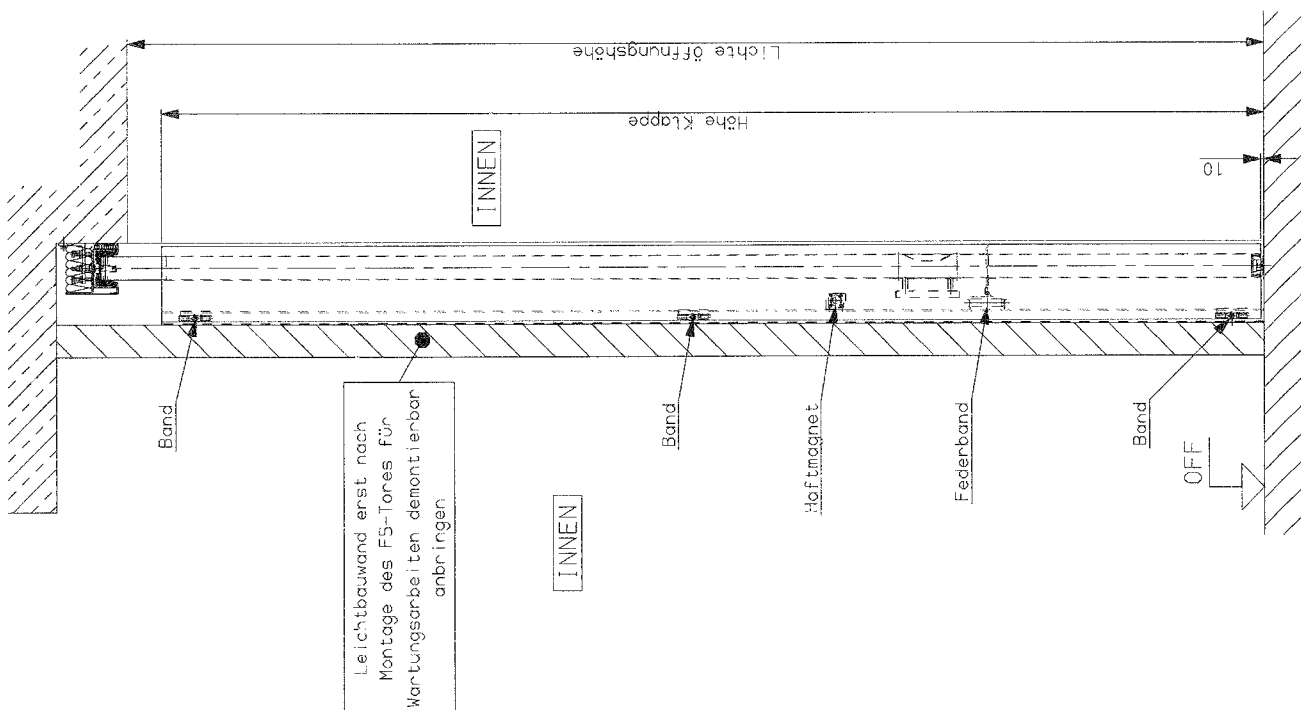 Lichte Öffnungshöhe
Höhe Klappe
10
INNEN
Band
Leichtbauwand erst nach
Montage des FS-Tores für
Wartungsarbeiten demontierbar
anbringen
INNEN
Band
Haftmagnet
Federband
Band
OFF